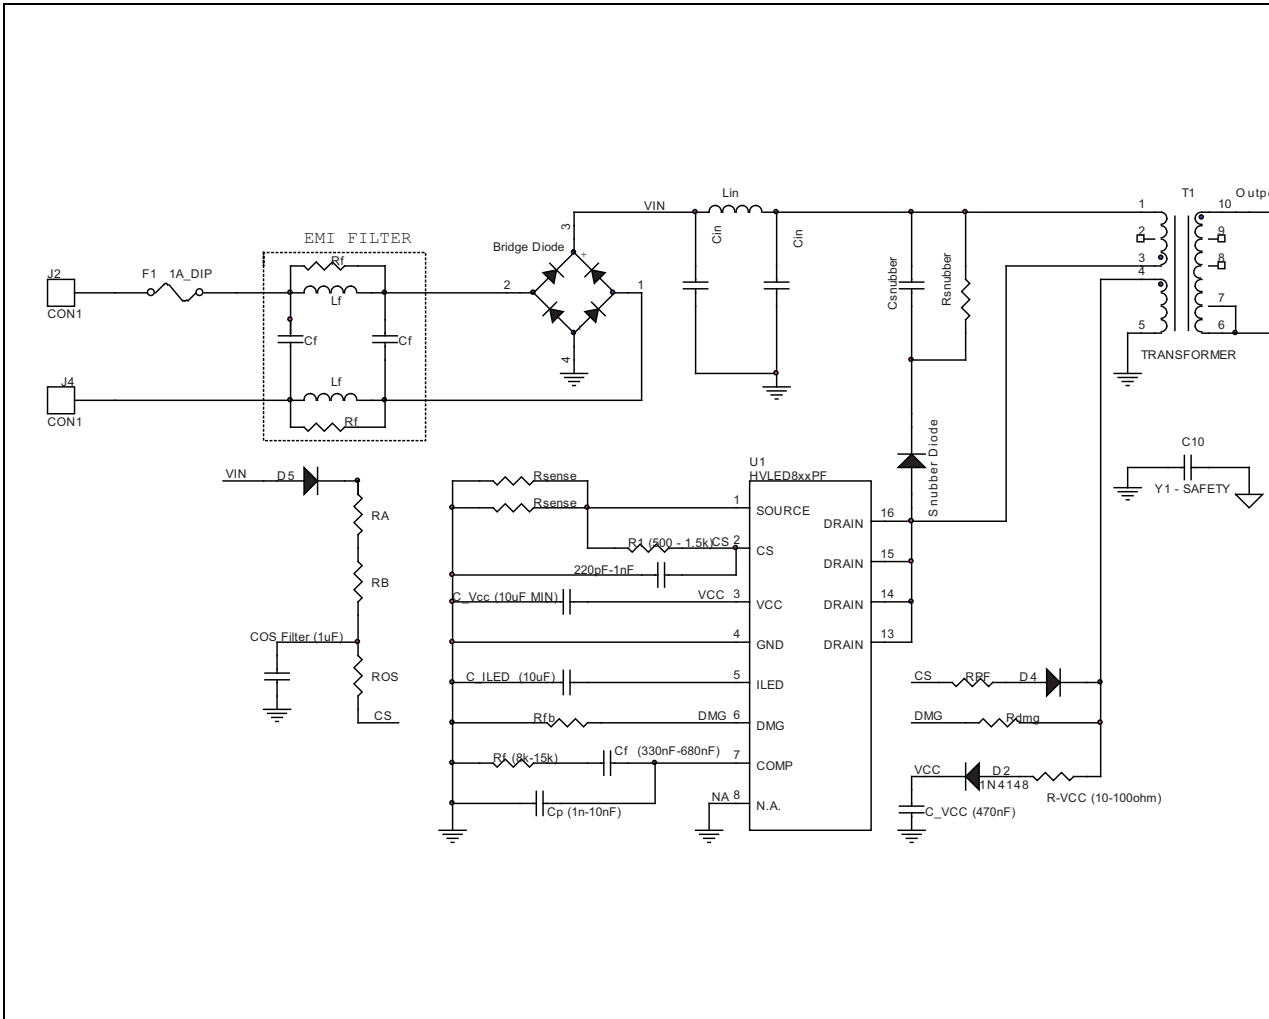 Lin
T1
Outp
VIN
1
10
3
Cin
Cin
2
9
EMI FILTER
Bridge Diode
+
3
8
Rf
Csnubber
Rsnubber
4
J2
F1 1A_DIP
2
1
CON1
Lf
7
Cf
Cf
5
6
4
TRANSFORMER
J4
Lf
CON1
Rf
Snubber Diode
C10
U1
HVLED8xxPF
VIN
D5
Rsense
Y1 - SAFETY
Rsense
1
SOURCE
16
DRAIN
RA
R1 (500 - 1.5k)
CS
2
CS
15
DRAIN
220pF-1nF
RB
C_Vcc (10uF MIN)
VCC
3
VCC
14
DRAIN
COS Filter (1uF)
4
GND
13
DRAIN
ROS
C_ILED (10uF)
5
ILED
CS
RPF
D4
CS
Rfb
DMG
6
DMG
DMG
Rdmg
Rf (8k-15k)
Cf (330nF-680nF)
7
COMP
VCC
D2
1N4148
R-VCC (10-100ohm)
Cp (1n-10nF)
NA
8
N.A.
C_VCC (470nF)